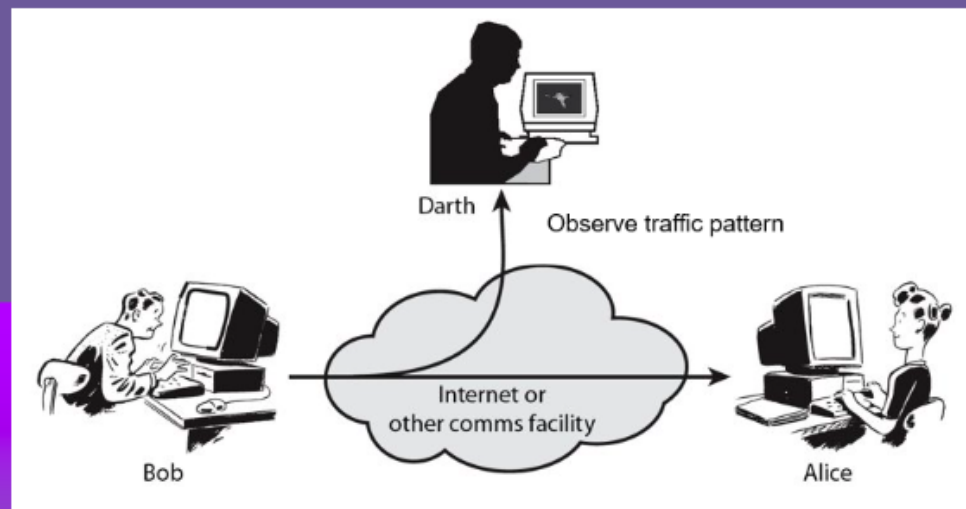 Darth
Observe traffic pattern
Internet or
other comms facility
Bob
Alice